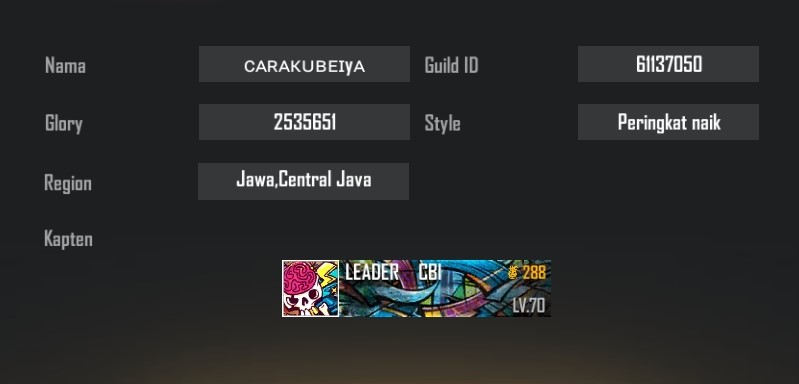 Nama CARAKUBEIYA Guild ID 61137050
Glory 2535651 Style Peringkat naik
Region Jawa,Central Java
Kapten
LEADER CBI 288
LV.70